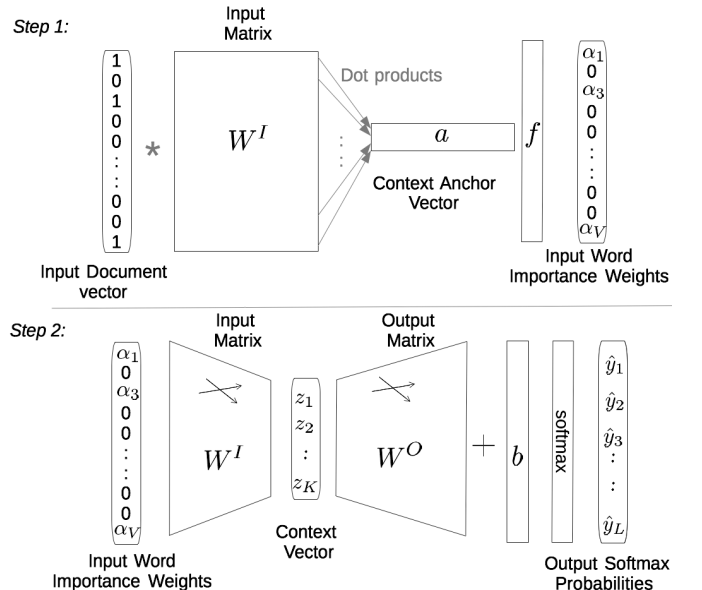 Step 1:
Input
Matrix
1
0
1
0
0
:
:
0
0
1
*
W^I
Dot products
a
Context Anchor
Vector
f
α_1
0
α_3
0
0
:
:
0
0
α_V
Input Document
vector
Input Word
Importance Weights
Step 2:
Input
Matrix
Output
Matrix
α_1
0
α_3
0
0
:
:
0
0
α_V
W^I
z_1
z_2
:
z_K
W^O
+
b
softmax
ŷ_1
ŷ_2
ŷ_3
:
:
ŷ_L
Context
Vector
Input Word
Importance Weights
Output Softmax
Probabilities